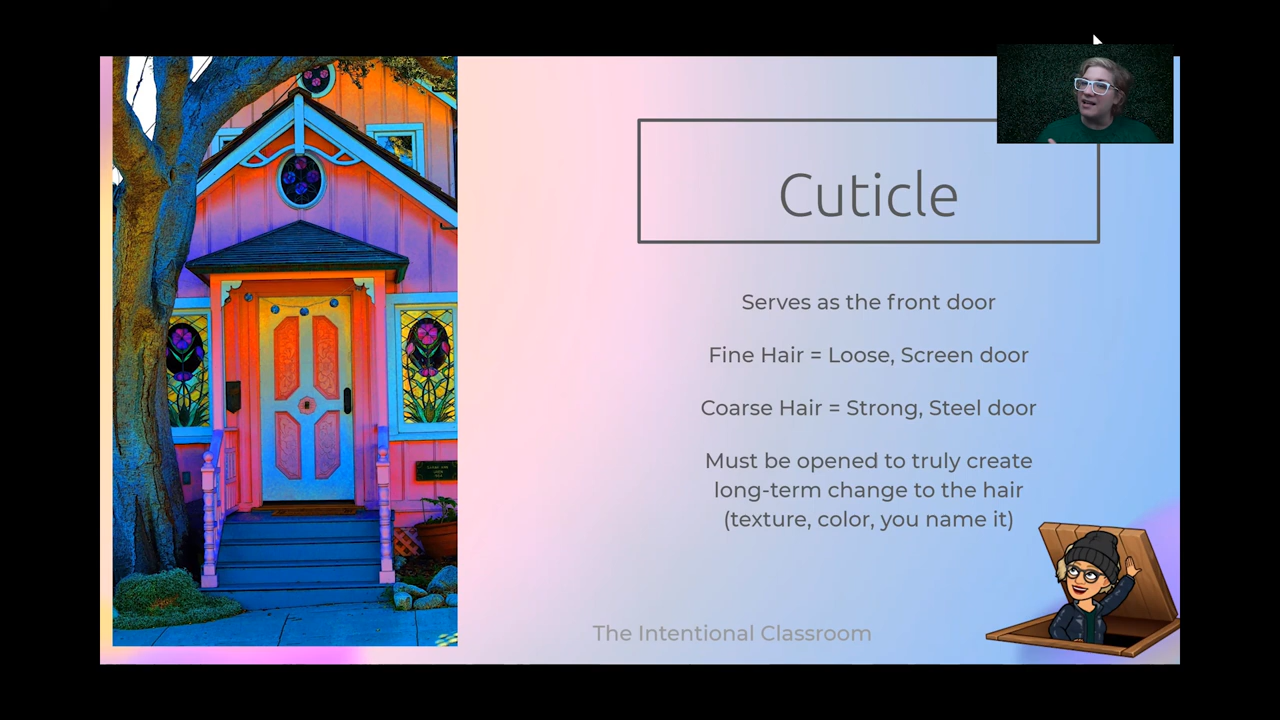 Cuticle
Serves as the front door
Fine Hair = Loose, Screen door
Coarse Hair = Strong, Steel door
Must be opened to truly create
long-term change to the hair
(texture, color, you name it)
The Intentional Classroom